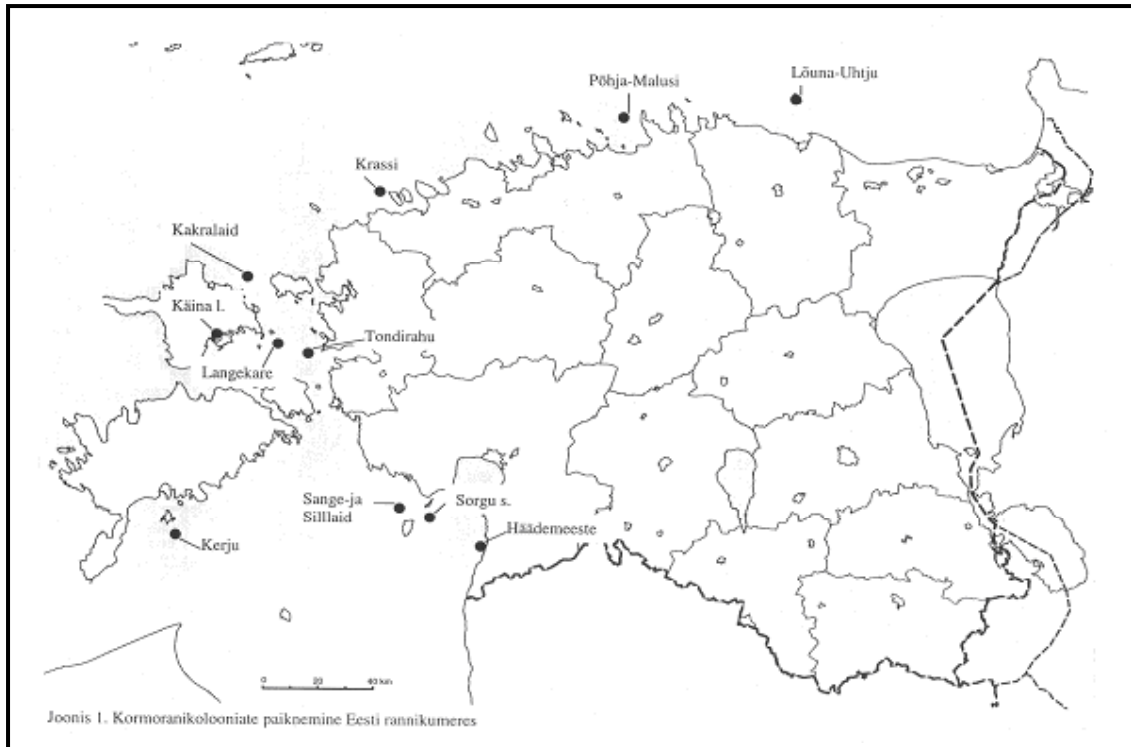 Lõuna-Uhtju
Põhja-Malusi
Krassi
Kakralaid
Käina l.
Tondirahu
Langekare
Sange-ja
Silllaid
Sorgu s.
Häädemeeste
Kerju
0 20 40 km
Joonis 1. Kormoranikolooniate paiknemine Eesti rannikumeres